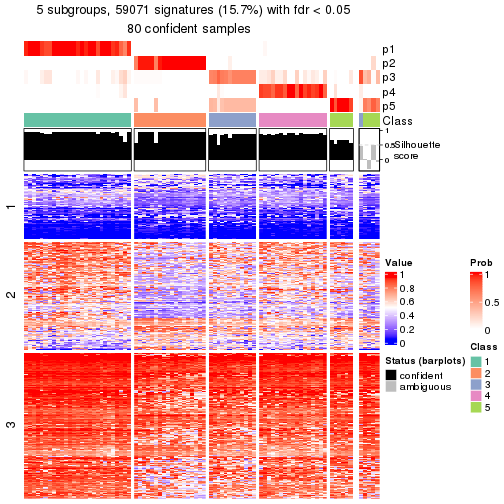 5 subgroups, 59071 signatures (15.7%) with fdr < 0.05
80 confident samples
p1
p2
p3
p4
p5
Class
1
0.5
0
Silhouette
score
1
2
3
Value
1
0.8
0.6
0.4
0.2
0
Status (barplots)
confident
ambiguous
Prob
1
0.5
0
Class
1
2
3
4
5